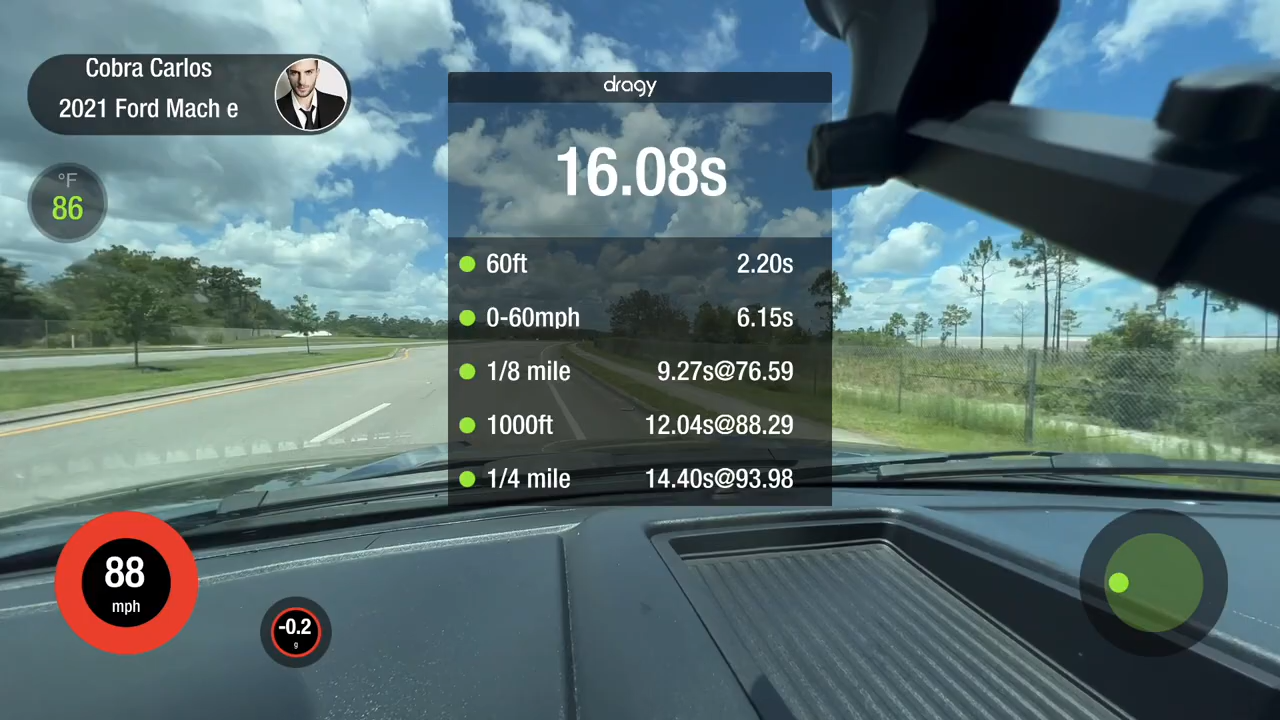 Cobra Carlos
2021 Ford Mach e
°F
86
dragy
16.08s
60ft 2.20s
0-60mph 6.15s
1/8 mile 9.27s@76.59
1000ft 12.04s@88.29
1/4 mile 14.40s@93.98
88
mph
-0.2
g